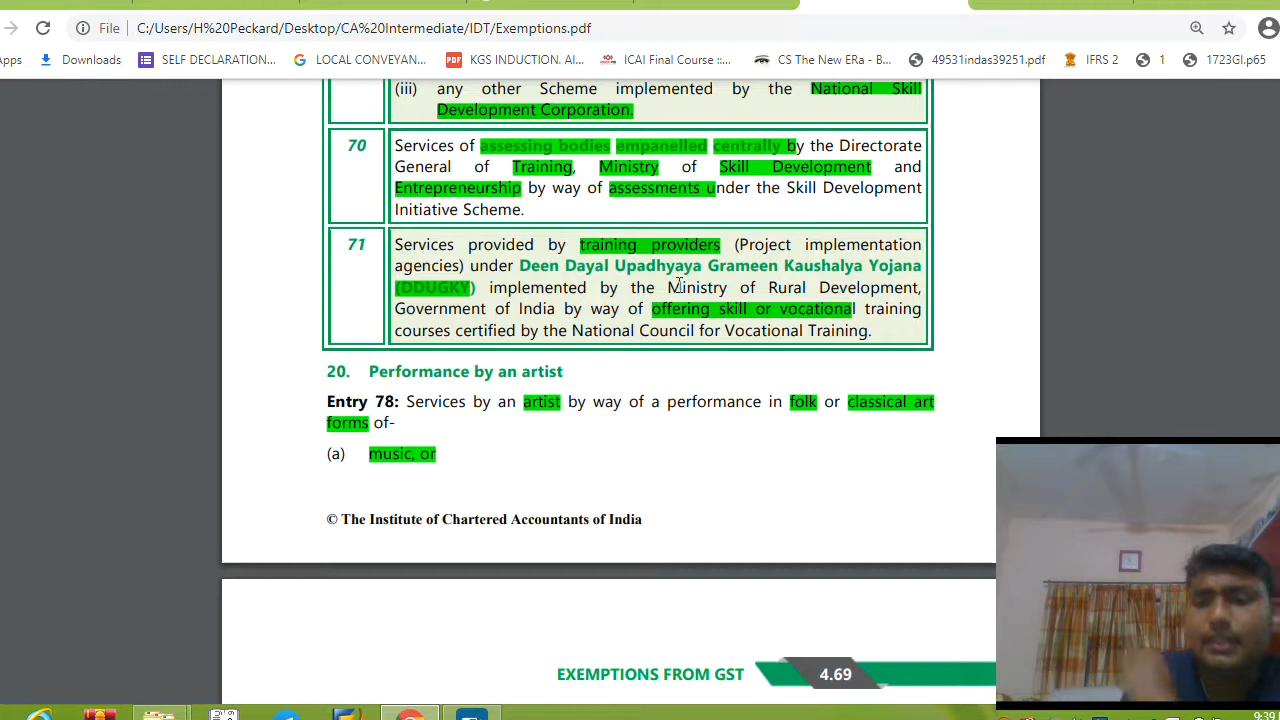 File C:/Users/H%20Peckard/Desktop/CA%20Intermediate/IDT/Exemptions.pdf
Apps Downloads SELF DECLARATION... LOCAL CONVEYAN... KGS INDUCTION. AI... ICAI Final Course ::... CS The New ERa - B... 49531indas39251.pdf IFRS 2 1 1723GI.p65
(iii) any other Scheme implemented by the National Skill
Development Corporation.
70 Services of assessing bodies empanelled centrally by the Directorate
General of Training, Ministry of Skill Development and
Entrepreneurship by way of assessments under the Skill Development
Initiative Scheme.
71 Services provided by training providers (Project implementation
agencies) under Deen Dayal Upadhyaya Grameen Kaushalya Yojana
(DDUGKY) implemented by the Ministry of Rural Development,
Government of India by way of offering skill or vocational training
courses certified by the National Council for Vocational Training.
20. Performance by an artist
Entry 78: Services by an artist by way of a performance in folk or classical art
forms of-
(a) music, or
© The Institute of Chartered Accountants of India
EXEMPTIONS FROM GST 4.69